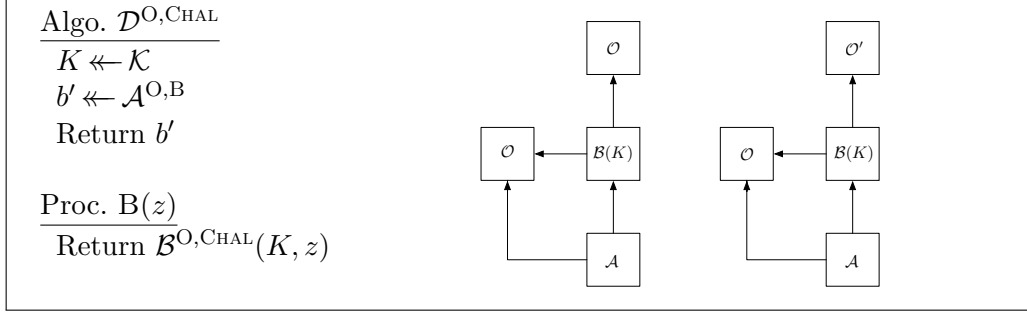 Algo. 𝒟^{O,CHAL}
K ↞ 𝒦
b′ ↞ 𝒜^{O,B}
Return b′
Proc. B(z)
Return ℬ^{O,CHAL}(K, z)
𝒪
𝒪 ℬ(K)
𝒜
𝒪′
𝒪 ℬ(K)
𝒜